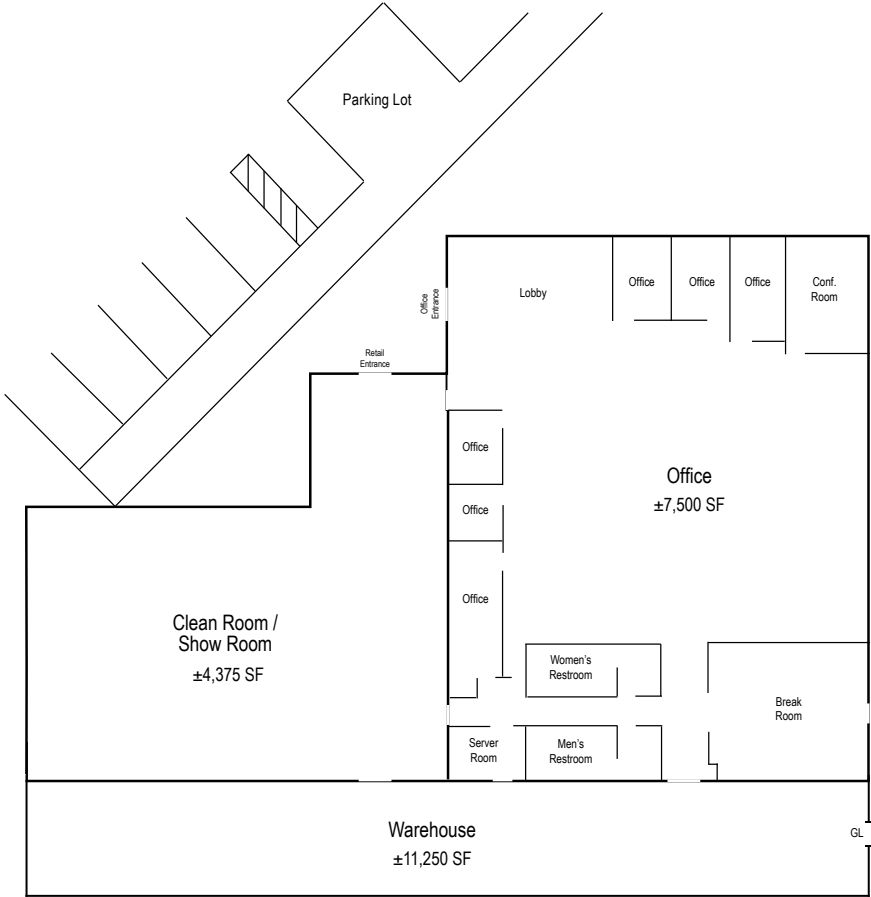 Parking Lot
Office
Entrance
Lobby
Office
Office
Office
Conf.
Room
Retail
Entrance
Office
Office
±7,500 SF
Office
Office
Clean Room /
Show Room
±4,375 SF
Women's
Restroom
Break
Room
Server
Room
Men's
Restroom
Warehouse
±11,250 SF
GL